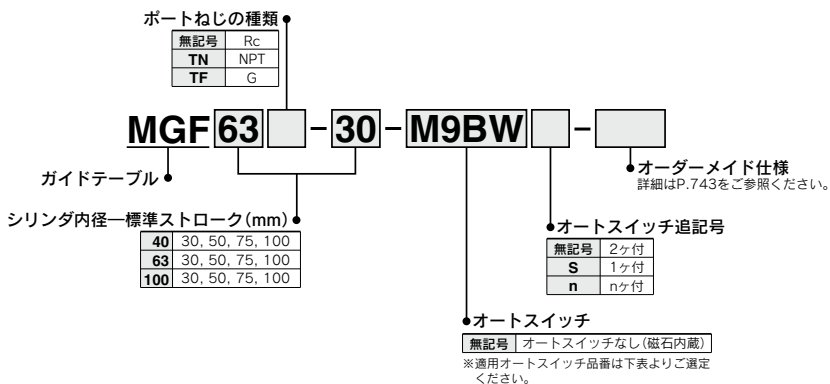 ポートねじの種類
無記号 Rc
TN NPT
TF G
MGF 63 - 30 - M9BW -
ガイドテーブル
オーダーメイド仕様
詳細はP.743をご参照ください。
シリンダ内径—標準ストローク(mm)
40 30, 50, 75, 100
63 30, 50, 75, 100
100 30, 50, 75, 100
オートスイッチ追記号
無記号 2ヶ付
S 1ヶ付
n nヶ付
オートスイッチ
無記号 オートスイッチなし(磁石内蔵)
※適用オートスイッチ品番は下表よりご選定
ください。